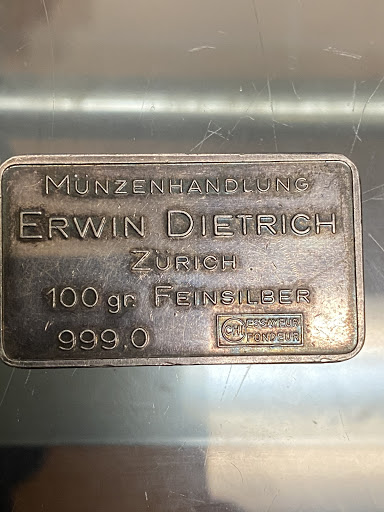 MÜNZENHANDLUNG
ERWIN DIETRICH
ZÜRICH
100 gr. FEINSILBER
999.0
ESSAYEUR
FONDEUR